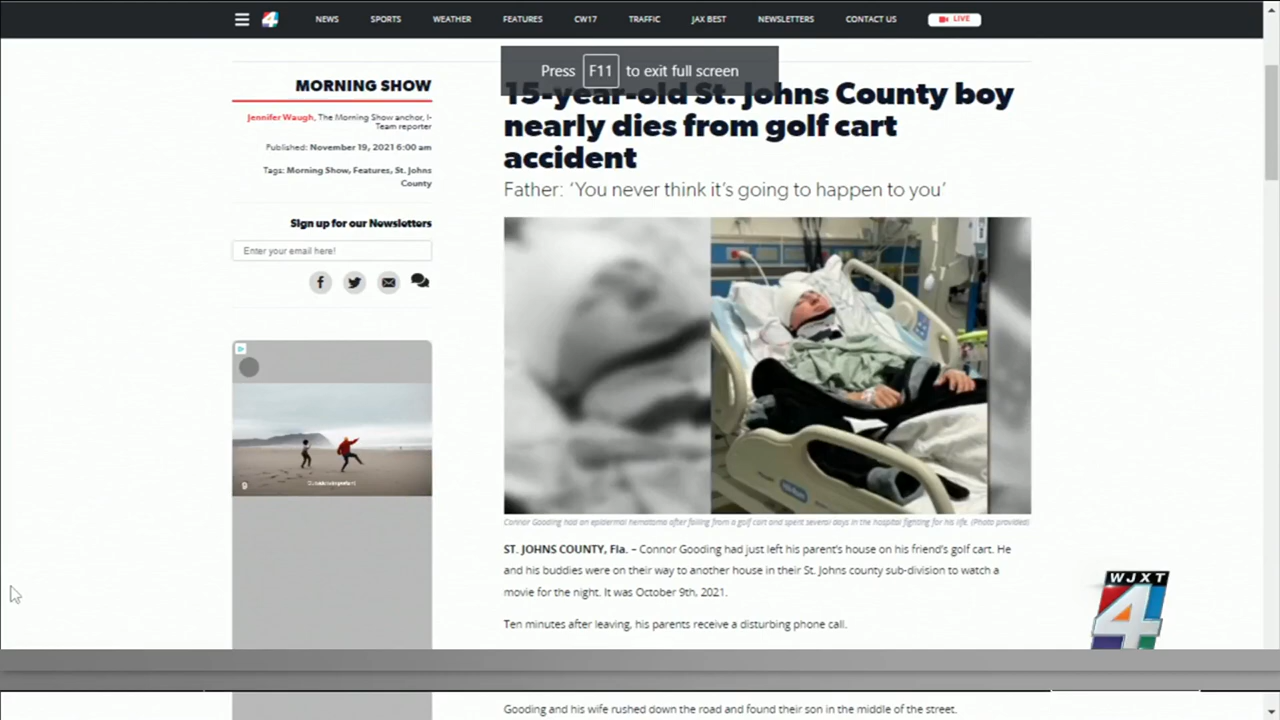 4
NEWS
SPORTS
WEATHER
FEATURES
CW17
TRAFFIC
JAX BEST
NEWSLETTERS
CONTACT US
LIVE
Press F11 to exit full screen
MORNING SHOW
Jennifer Waugh, The Morning Show anchor, I-
Team reporter
Published: November 19, 2021 6:00 am
Tags: Morning Show, Features, St. Johns
County
Sign up for our Newsletters
Enter your email here!
15-year-old St. Johns County boy
nearly dies from golf cart
accident
Father: ‘You never think it’s going to happen to you’
Connor Gooding had an epidermal hematoma after falling from a golf cart and spent several days in the hospital fighting for his life. (Photo provided)
ST. JOHNS COUNTY, Fla. – Connor Gooding had just left his parent's house on his friend's golf cart. He
and his buddies were on their way to another house in their St. Johns county sub-division to watch a
movie for the night. It was October 9th, 2021.
Ten minutes after leaving, his parents receive a disturbing phone call.
Gooding and his wife rushed down the road and found their son in the middle of the street.
9
WJXT
4